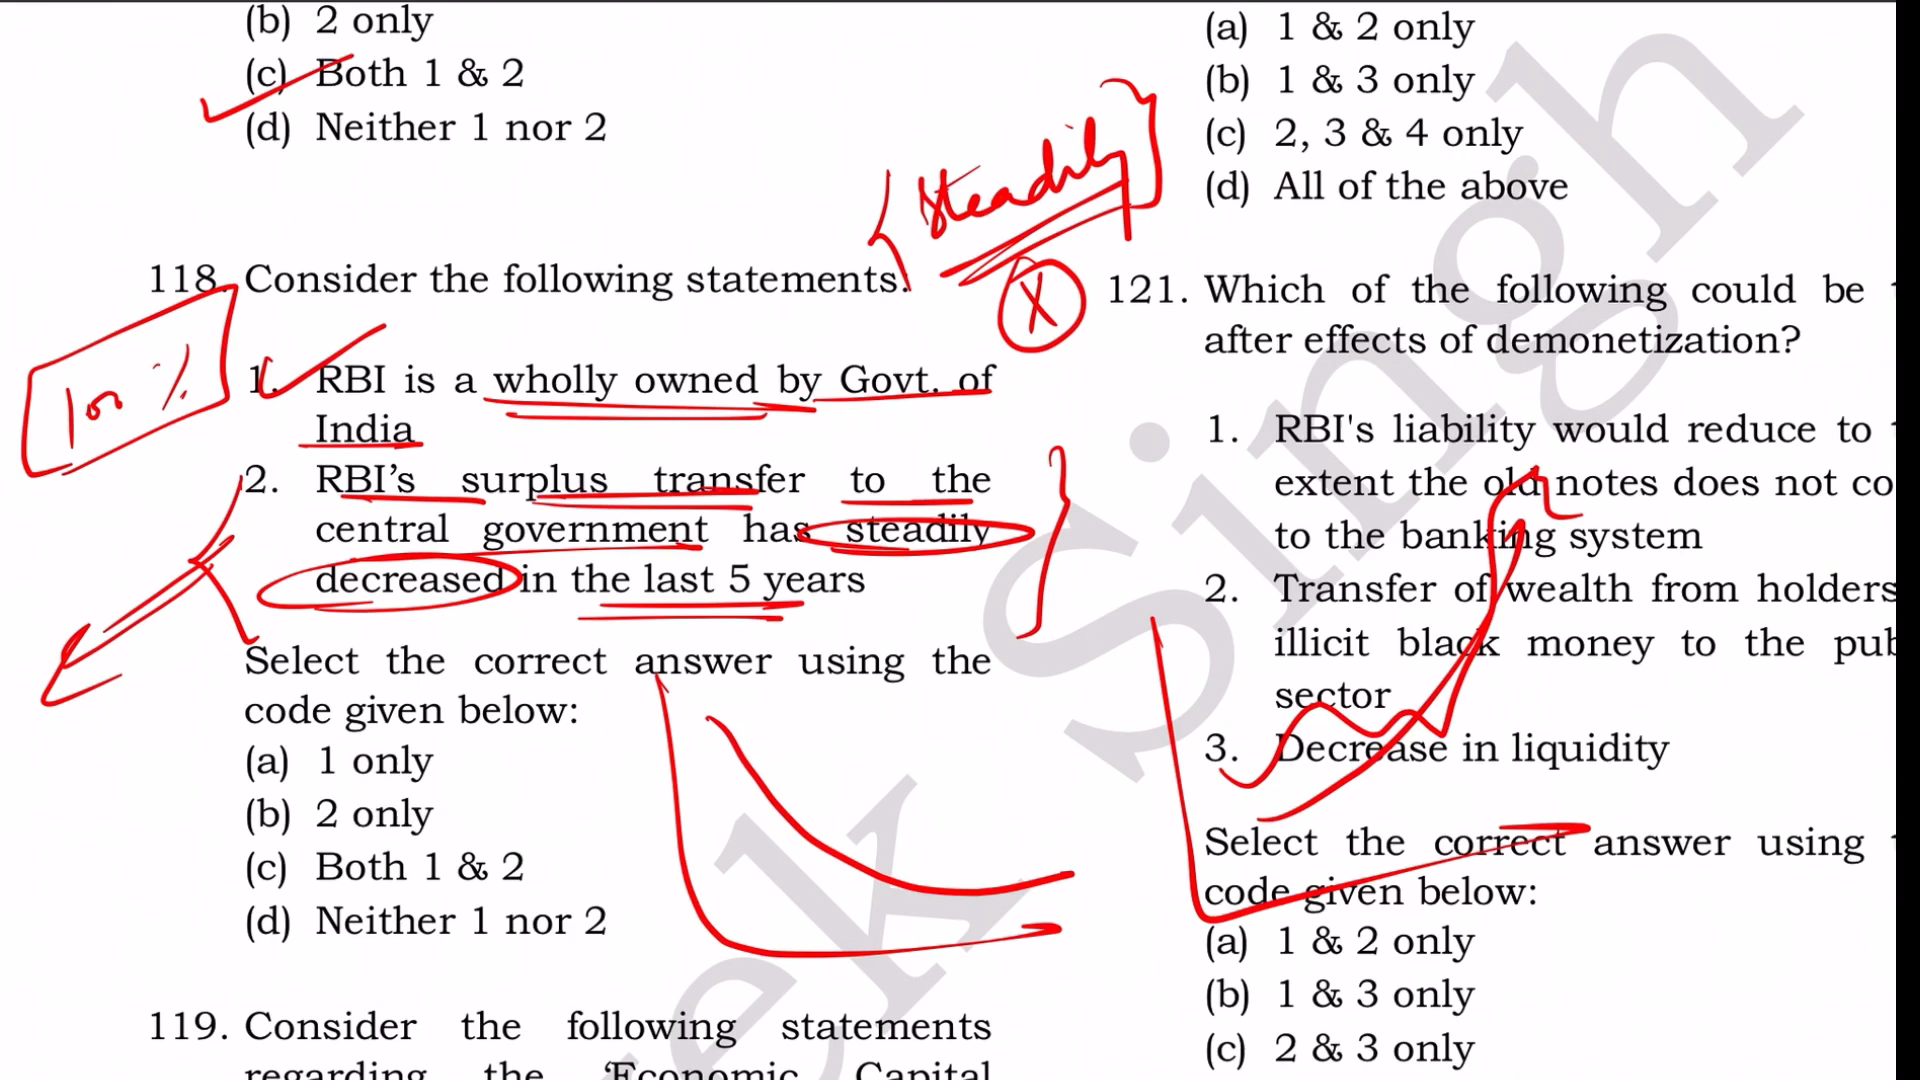 (b) 2 only
(c) Both 1 & 2
(d) Neither 1 nor 2
steadily
X
118. Consider the following statements.
100 %
1. RBI is a wholly owned by Govt. of
India
2. RBI's surplus transfer to the
central government has steadily
decreased in the last 5 years
Select the correct answer using the
code given below:
(a) 1 only
(b) 2 only
(c) Both 1 & 2
(d) Neither 1 nor 2
119. Consider the following statements
regarding the 'Economic Capital
(a) 1 & 2 only
(b) 1 & 3 only
(c) 2, 3 & 4 only
(d) All of the above
121. Which of the following could be
after effects of demonetization?
1. RBI's liability would reduce to
extent the old notes does not co
to the banking system
2. Transfer of wealth from holders
illicit black money to the pub
sector
3. Decrease in liquidity
Select the correct answer using
code given below:
(a) 1 & 2 only
(b) 1 & 3 only
(c) 2 & 3 only
ek Singh